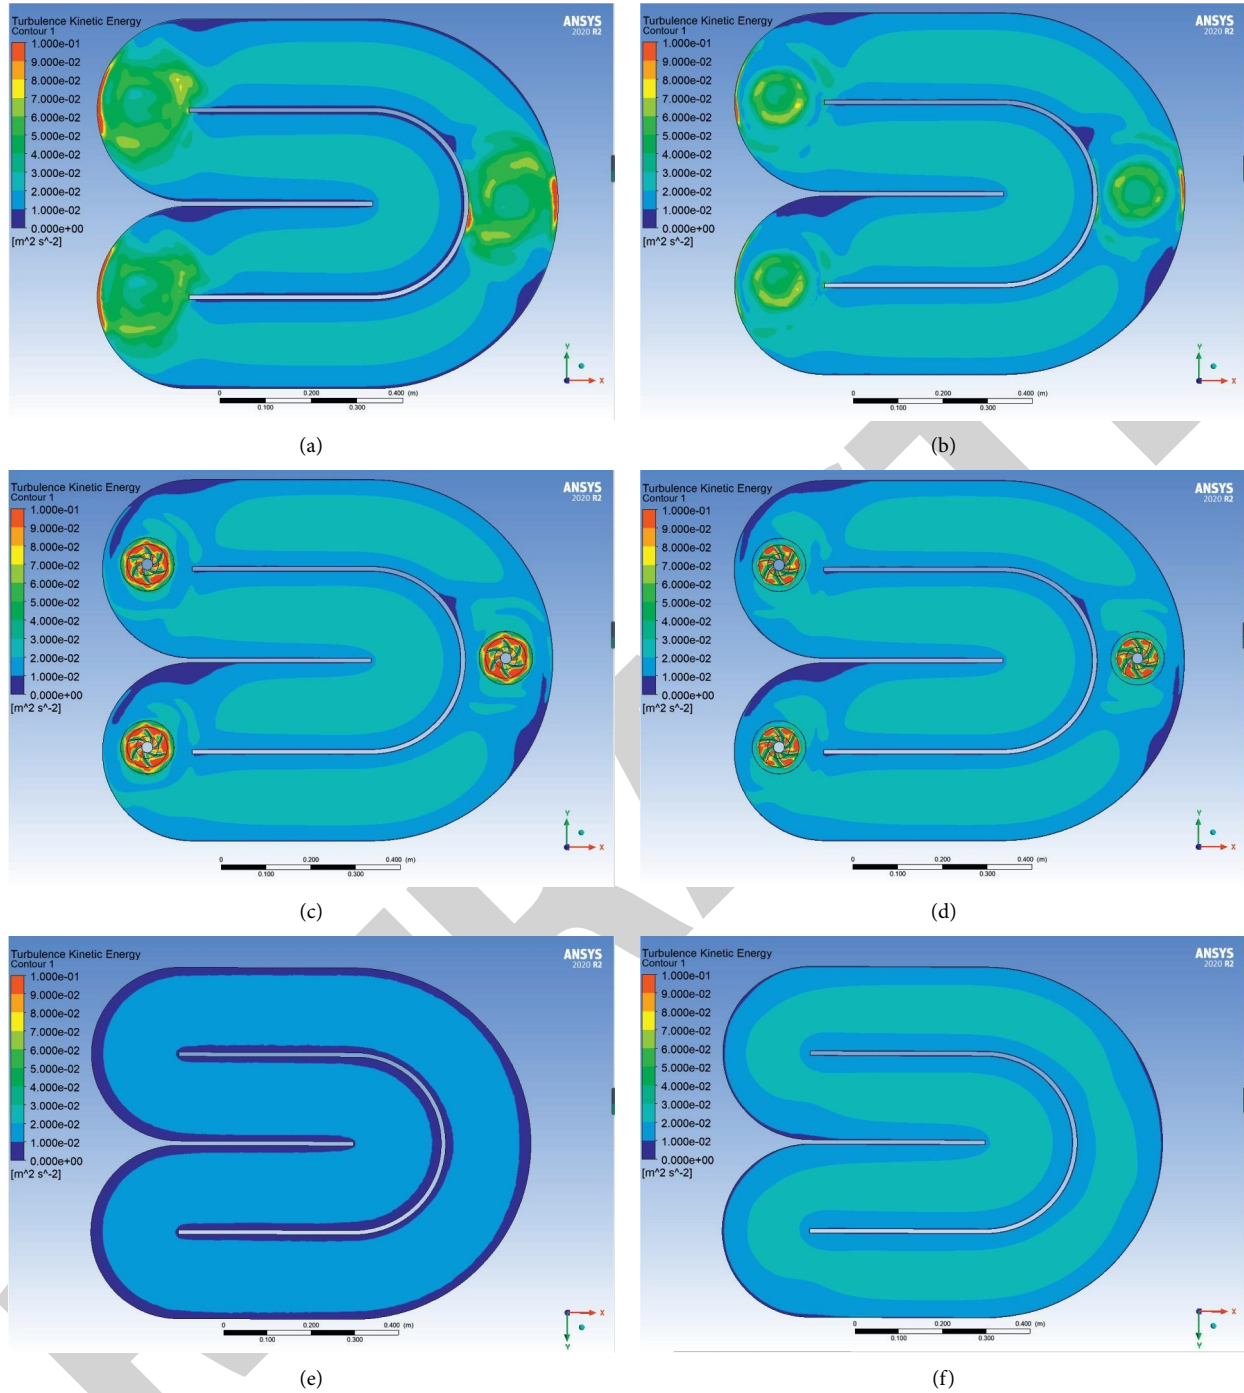 Turbulence Kinetic Energy
Contour 1
1.000e-01
9.000e-02
8.000e-02
7.000e-02
6.000e-02
5.000e-02
4.000e-02
3.000e-02
2.000e-02
1.000e-02
0.000e+00
[m^2 s^-2]
ANSYS
2020 R2
Y
X
0 0.200 0.400 (m)
0.100 0.300
(a)
Turbulence Kinetic Energy
Contour 1
1.000e-01
9.000e-02
8.000e-02
7.000e-02
6.000e-02
5.000e-02
4.000e-02
3.000e-02
2.000e-02
1.000e-02
0.000e+00
[m^2 s^-2]
ANSYS
2020 R2
Y
X
0 0.200 0.400 (m)
0.100 0.300
(b)
Turbulence Kinetic Energy
Contour 1
1.000e-01
9.000e-02
8.000e-02
7.000e-02
6.000e-02
5.000e-02
4.000e-02
3.000e-02
2.000e-02
1.000e-02
0.000e+00
[m^2 s^-2]
ANSYS
2020 R2
Y
X
0 0.200 0.400 (m)
0.100 0.300
(c)
Turbulence Kinetic Energy
Contour 1
1.000e-01
9.000e-02
8.000e-02
7.000e-02
6.000e-02
5.000e-02
4.000e-02
3.000e-02
2.000e-02
1.000e-02
0.000e+00
[m^2 s^-2]
ANSYS
2020 R2
Y
X
0 0.200 0.400 (m)
0.100 0.300
(d)
Turbulence Kinetic Energy
Contour 1
1.000e-01
9.000e-02
8.000e-02
7.000e-02
6.000e-02
5.000e-02
4.000e-02
3.000e-02
2.000e-02
1.000e-02
0.000e+00
[m^2 s^-2]
ANSYS
2020 R2
X
Y
0 0.200 0.400 (m)
0.100 0.300
(e)
Turbulence Kinetic Energy
Contour 1
1.000e-01
9.000e-02
8.000e-02
7.000e-02
6.000e-02
5.000e-02
4.000e-02
3.000e-02
2.000e-02
1.000e-02
0.000e+00
[m^2 s^-2]
ANSYS
2020 R2
X
Y
0 0.200 0.400 (m)
0.100 0.300
(f)